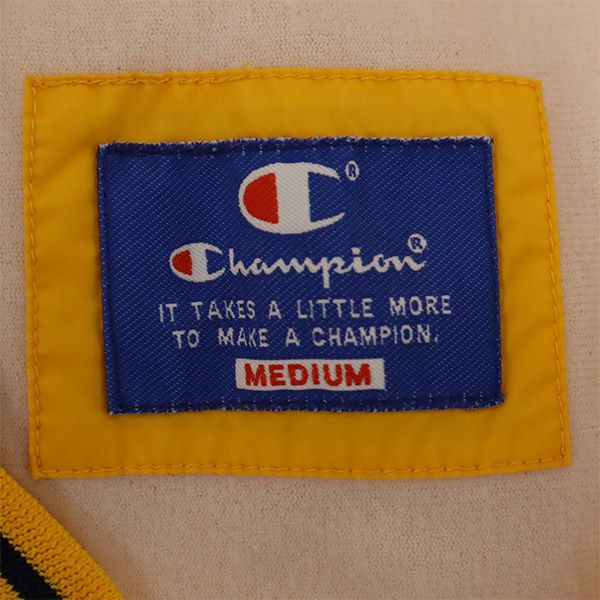 C®
Champion®
IT TAKES A LITTLE MORE
TO MAKE A CHAMPION.
MEDIUM